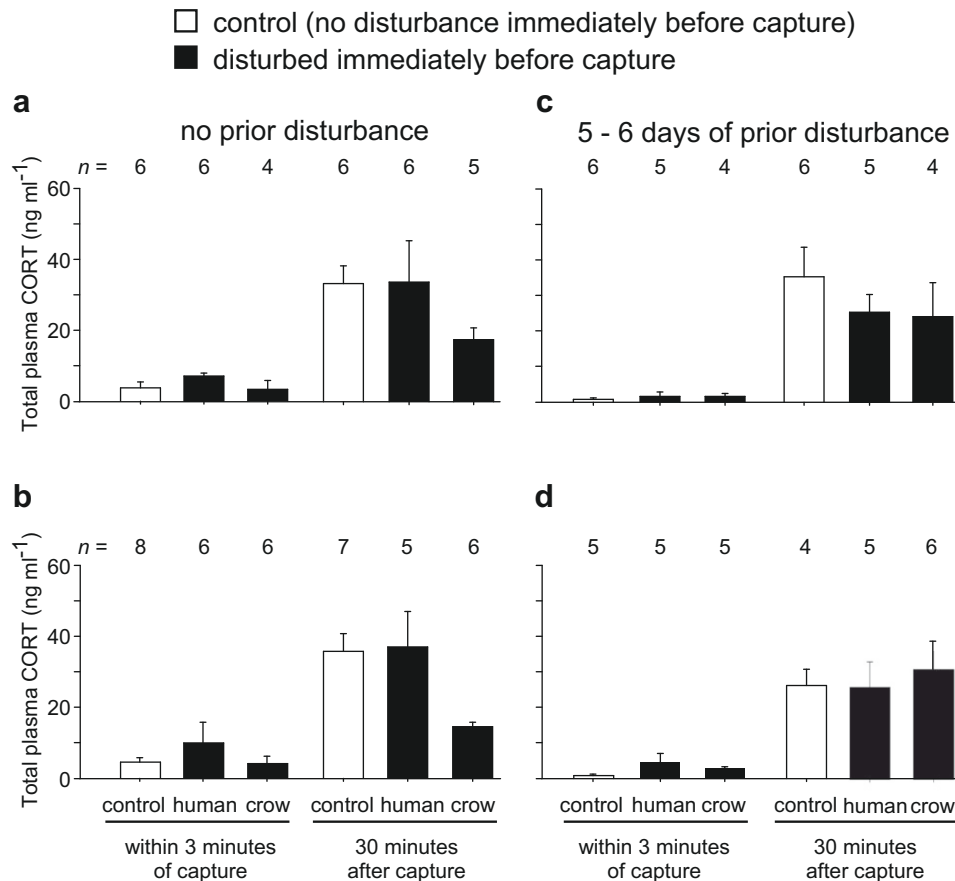 control (no disturbance immediately before capture)
disturbed immediately before capture
a
no prior disturbance
n = 6 6 4 6 6 5
60
40
20
0
Total plasma CORT (ng ml⁻¹)
c
5 - 6 days of prior disturbance
6 5 4 6 5 4
b
n = 8 6 6 7 5 6
60
40
20
0
Total plasma CORT (ng ml⁻¹)
control human crow control human crow
within 3 minutes 30 minutes
of capture after capture
d
5 5 5 4 5 6
control human crow control human crow
within 3 minutes 30 minutes
of capture after capture